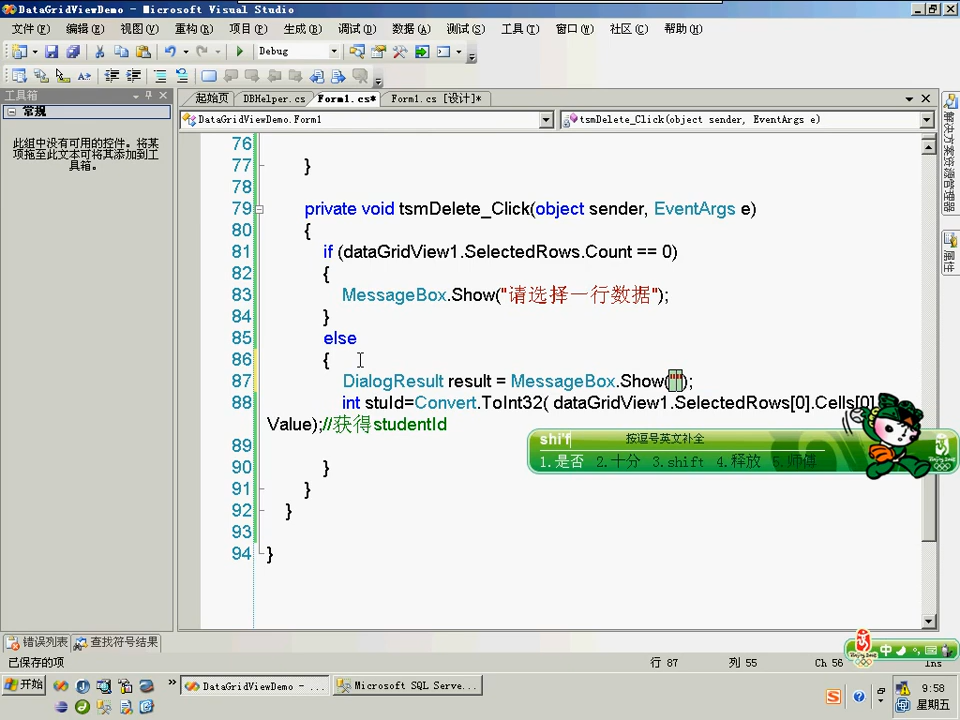 DataGridViewDemo - Microsoft Visual Studio
文件(F) 编辑(E) 视图(V) 重构(R) 项目(P) 生成(B) 调试(D) 数据(A) 测试(S) 工具(T) 窗口(W) 社区(C) 帮助(H)
Debug
工具箱
常规
此组中没有可用的控件。将某
项拖至此文本可将其添加到工
具箱。
起始页 DBHelper.cs Form1.cs* Form1.cs [设计]*
DataGridViewDemo.Form1 tsmDelete_Click(object sender, EventArgs e)
76
77 }
78
79 private void tsmDelete_Click(object sender, EventArgs e)
80 {
81 if (dataGridView1.SelectedRows.Count == 0)
82 {
83 MessageBox.Show("请选择一行数据");
84 }
85 else
86 {
87 DialogResult result = MessageBox.Show("");
88 int stuId=Convert.ToInt32( dataGridView1.SelectedRows[0].Cells[0]
Value);//获得studentId
89
90 }
91 }
92 }
93
94 }
shi'f 按逗号英文补全
1.是否 2.十分 3.shift 4.释放 5.师傅
解决方案资源管理器
属性
错误列表 查找符号结果
已保存的项 行 87 列 55 Ch 56 Ins
中
开始 DataGridViewDemo - ... Microsoft SQL Serve...
9:58
星期五